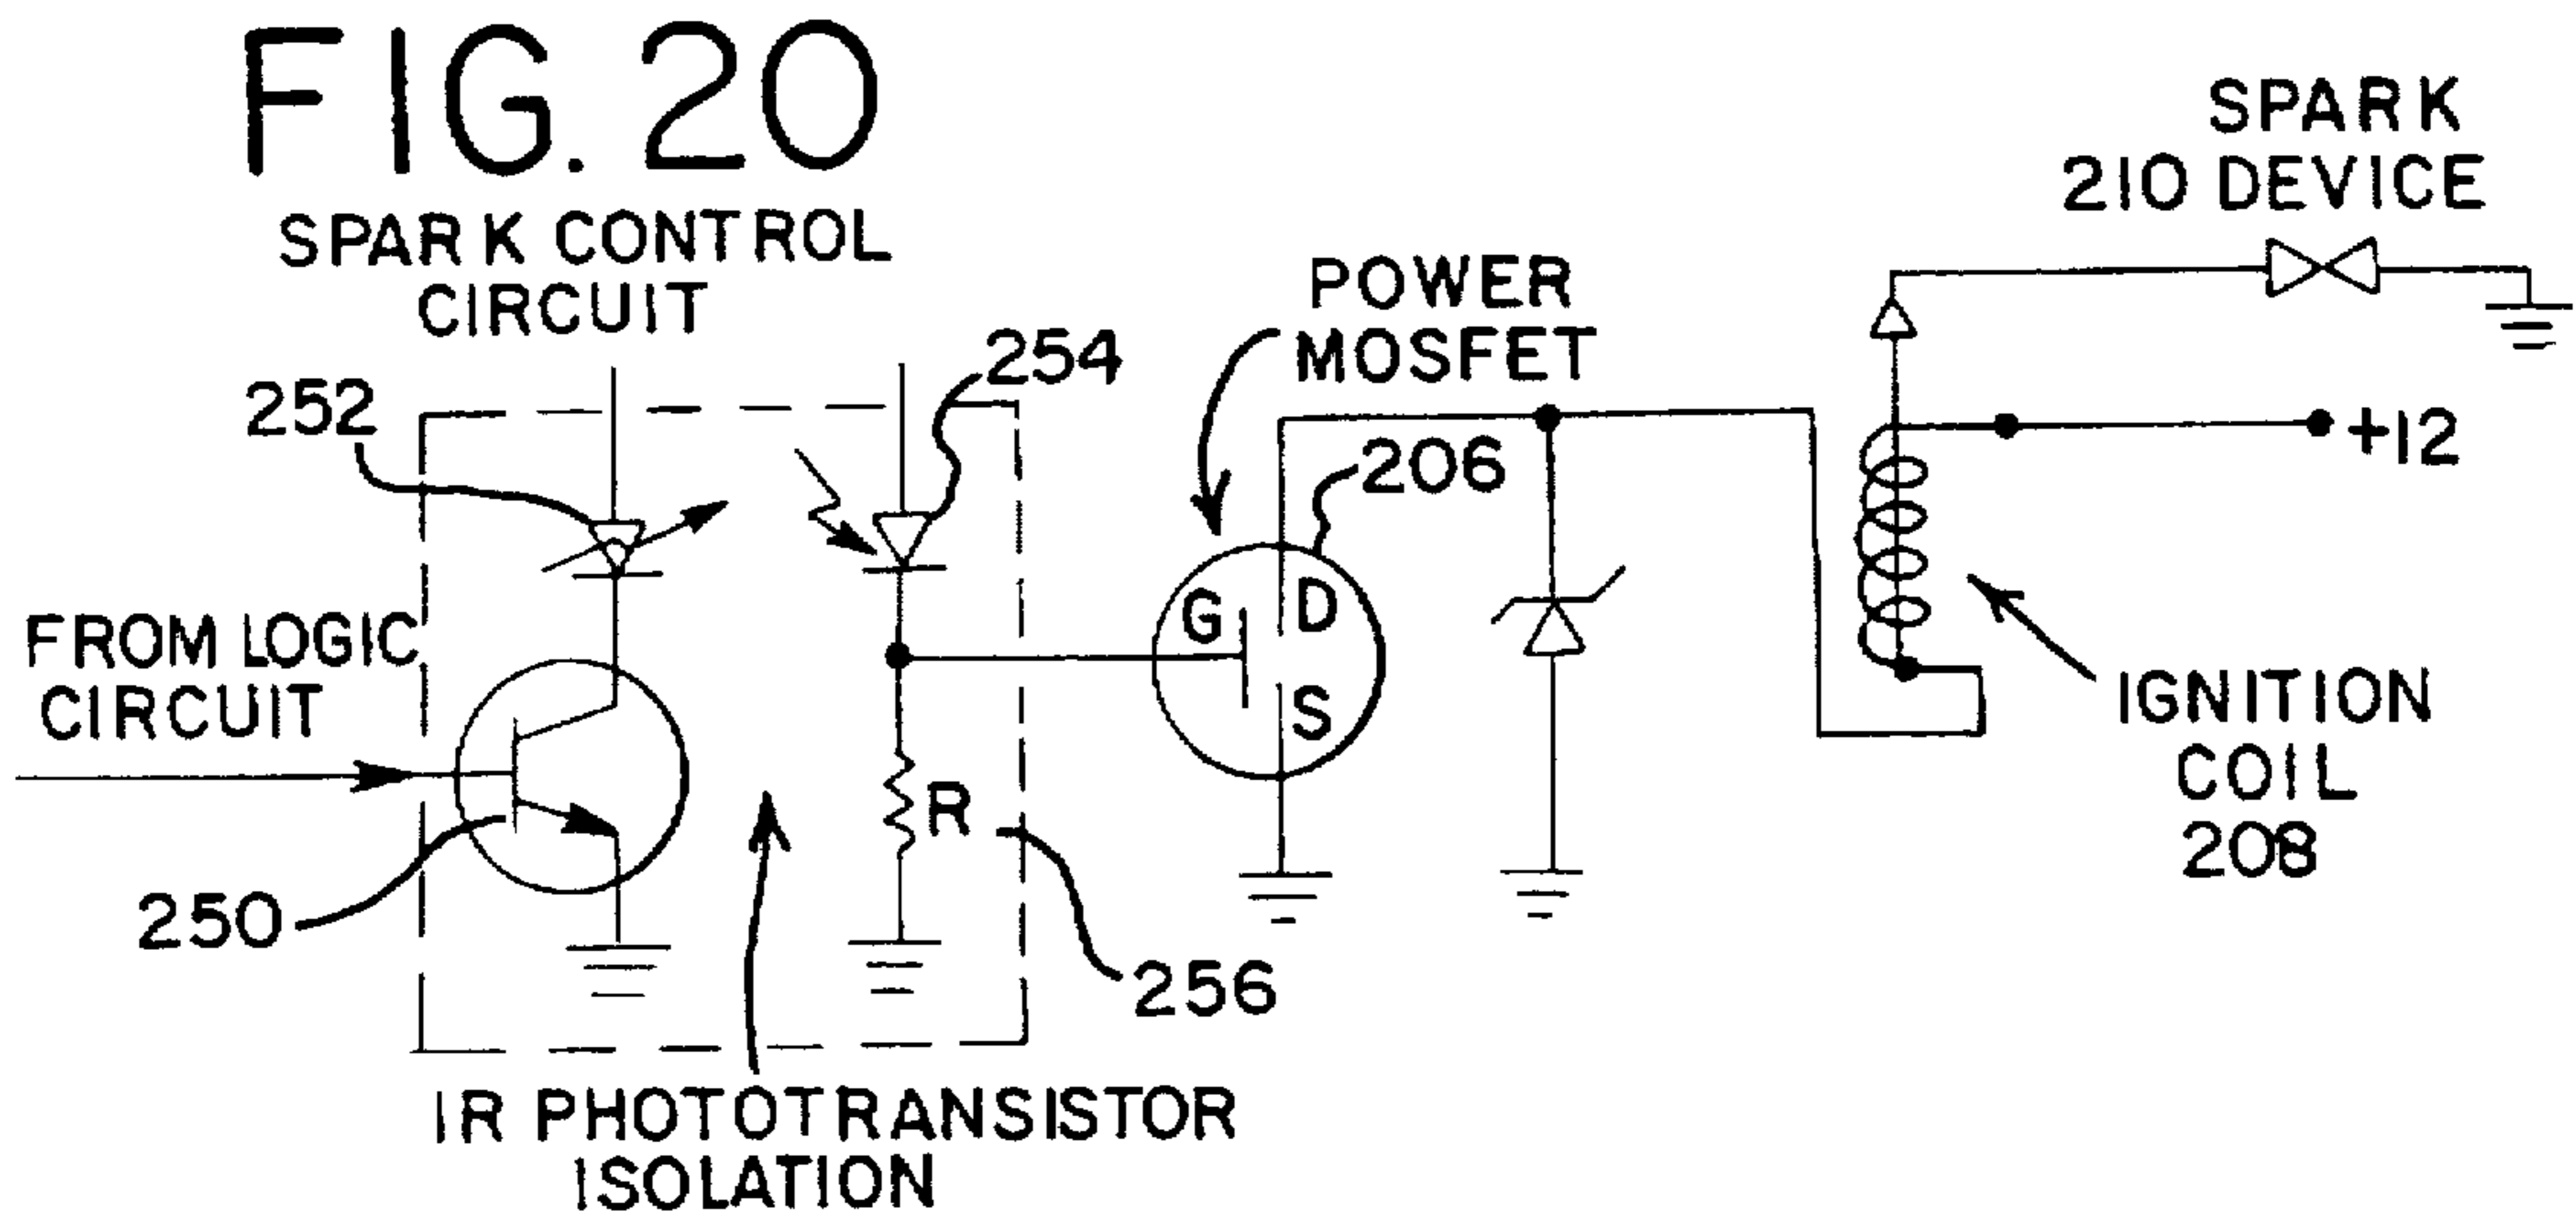 FIG. 20
SPARK CONTROL
CIRCUIT
SPARK
210 DEVICE
POWER
MOSFET
254
252
206
+12
G
D
S
FROM LOGIC
CIRCUIT
R
IGNITION
COIL
208
250
256
IR PHOTOTRANSISTOR
ISOLATION